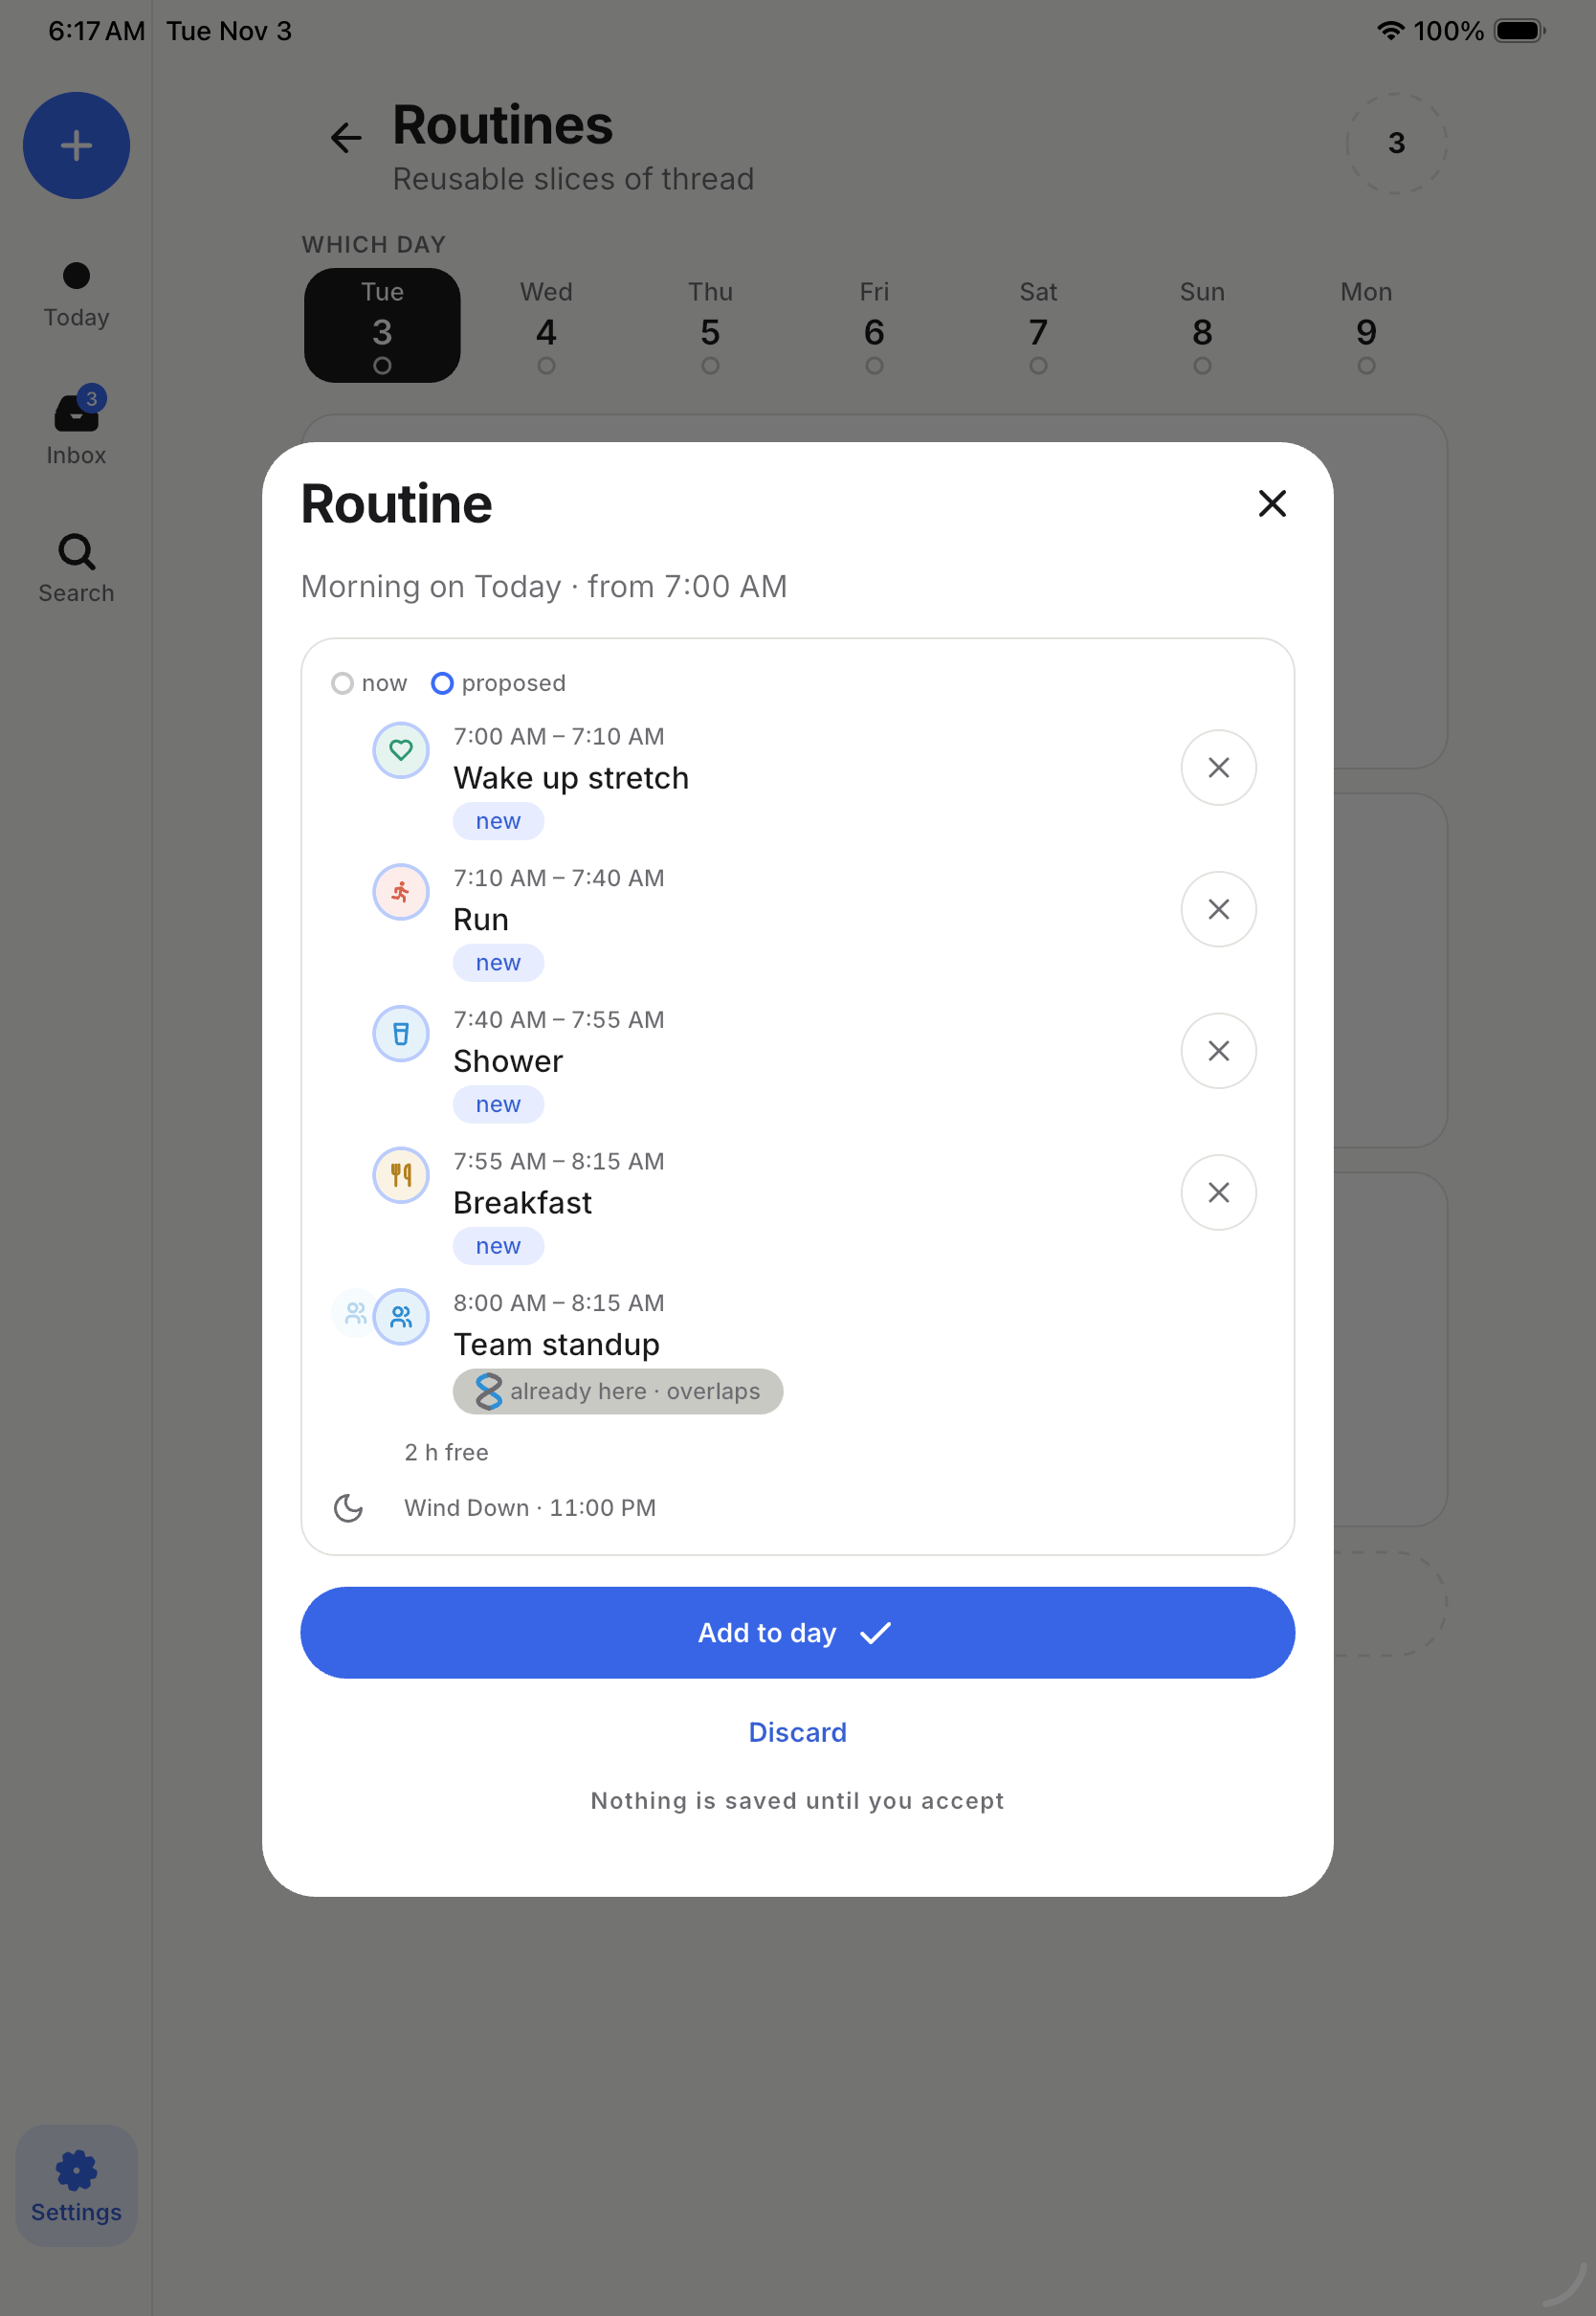 6:17 AM Tue Nov 3
100%
Routines
3
Reusable slices of thread
WHICH DAY
Tue Wed Thu Fri Sat Sun Mon
3 4 5 6 7 8 9
Today
3
Inbox
Search
Routine
Morning on Today · from 7:00 AM
now proposed
7:00 AM – 7:10 AM
Wake up stretch
new
7:10 AM – 7:40 AM
Run
new
7:40 AM – 7:55 AM
Shower
new
7:55 AM – 8:15 AM
Breakfast
new
8:00 AM – 8:15 AM
Team standup
already here · overlaps
2 h free
Wind Down · 11:00 PM
Add to day
Discard
Nothing is saved until you accept
Settings